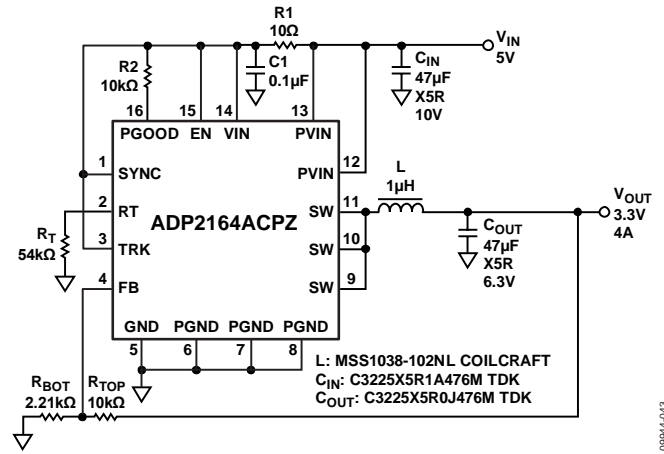 R1
10Ω
VIN
5V
R2
10kΩ
C1
0.1µF
CIN
47µF
X5R
10V
16
15
14
13
PGOOD
EN
VIN
PVIN
1
SYNC
PVIN
12
L
1µH
2
RT
ADP2164ACPZ
SW
11
VOUT
3.3V
4A
RT
54kΩ
3
TRK
SW
10
COUT
47µF
X5R
6.3V
4
FB
SW
9
GND
PGND
PGND
PGND
5
6
7
8
L: MSS1038-102NL COILCRAFT
CIN: C3225X5R1A476M TDK
COUT: C3225X5R0J476M TDK
RBOT
2.21kΩ
RTOP
10kΩ
08944-043